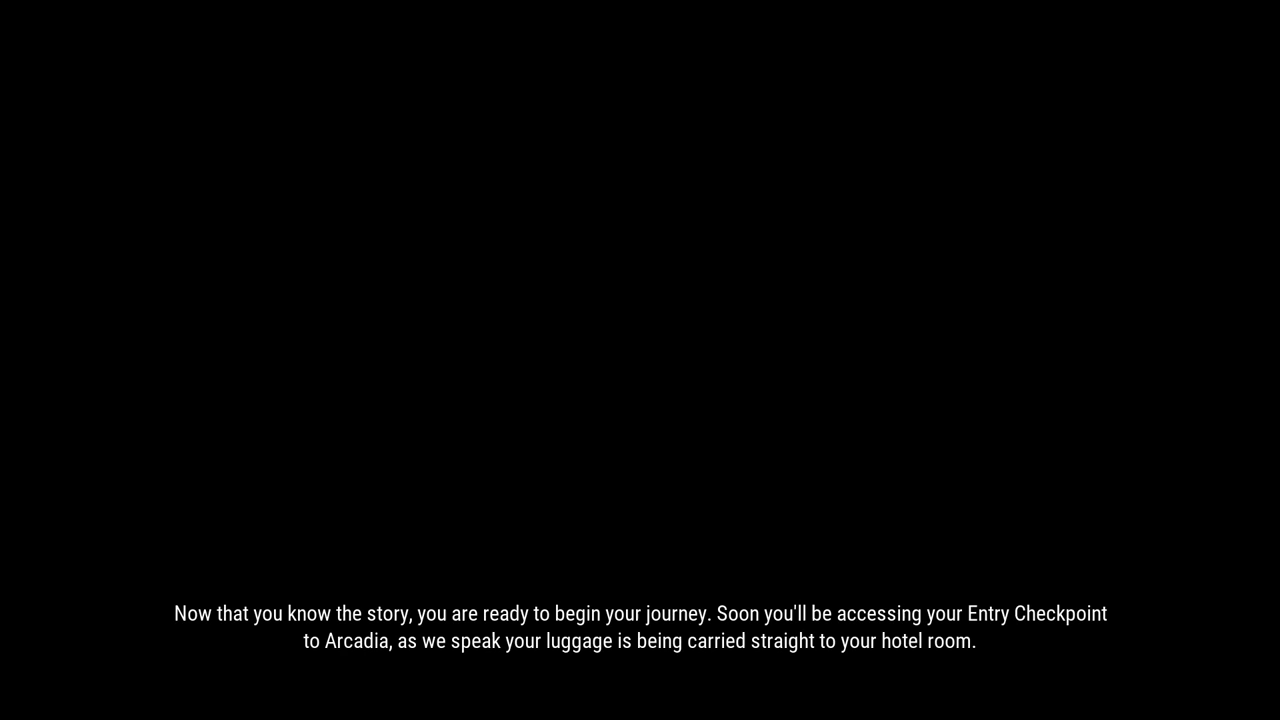 Now that you know the story, you are ready to begin your journey. Soon you'll be accessing your Entry Checkpoint
to Arcadia, as we speak your luggage is being carried straight to your hotel room.